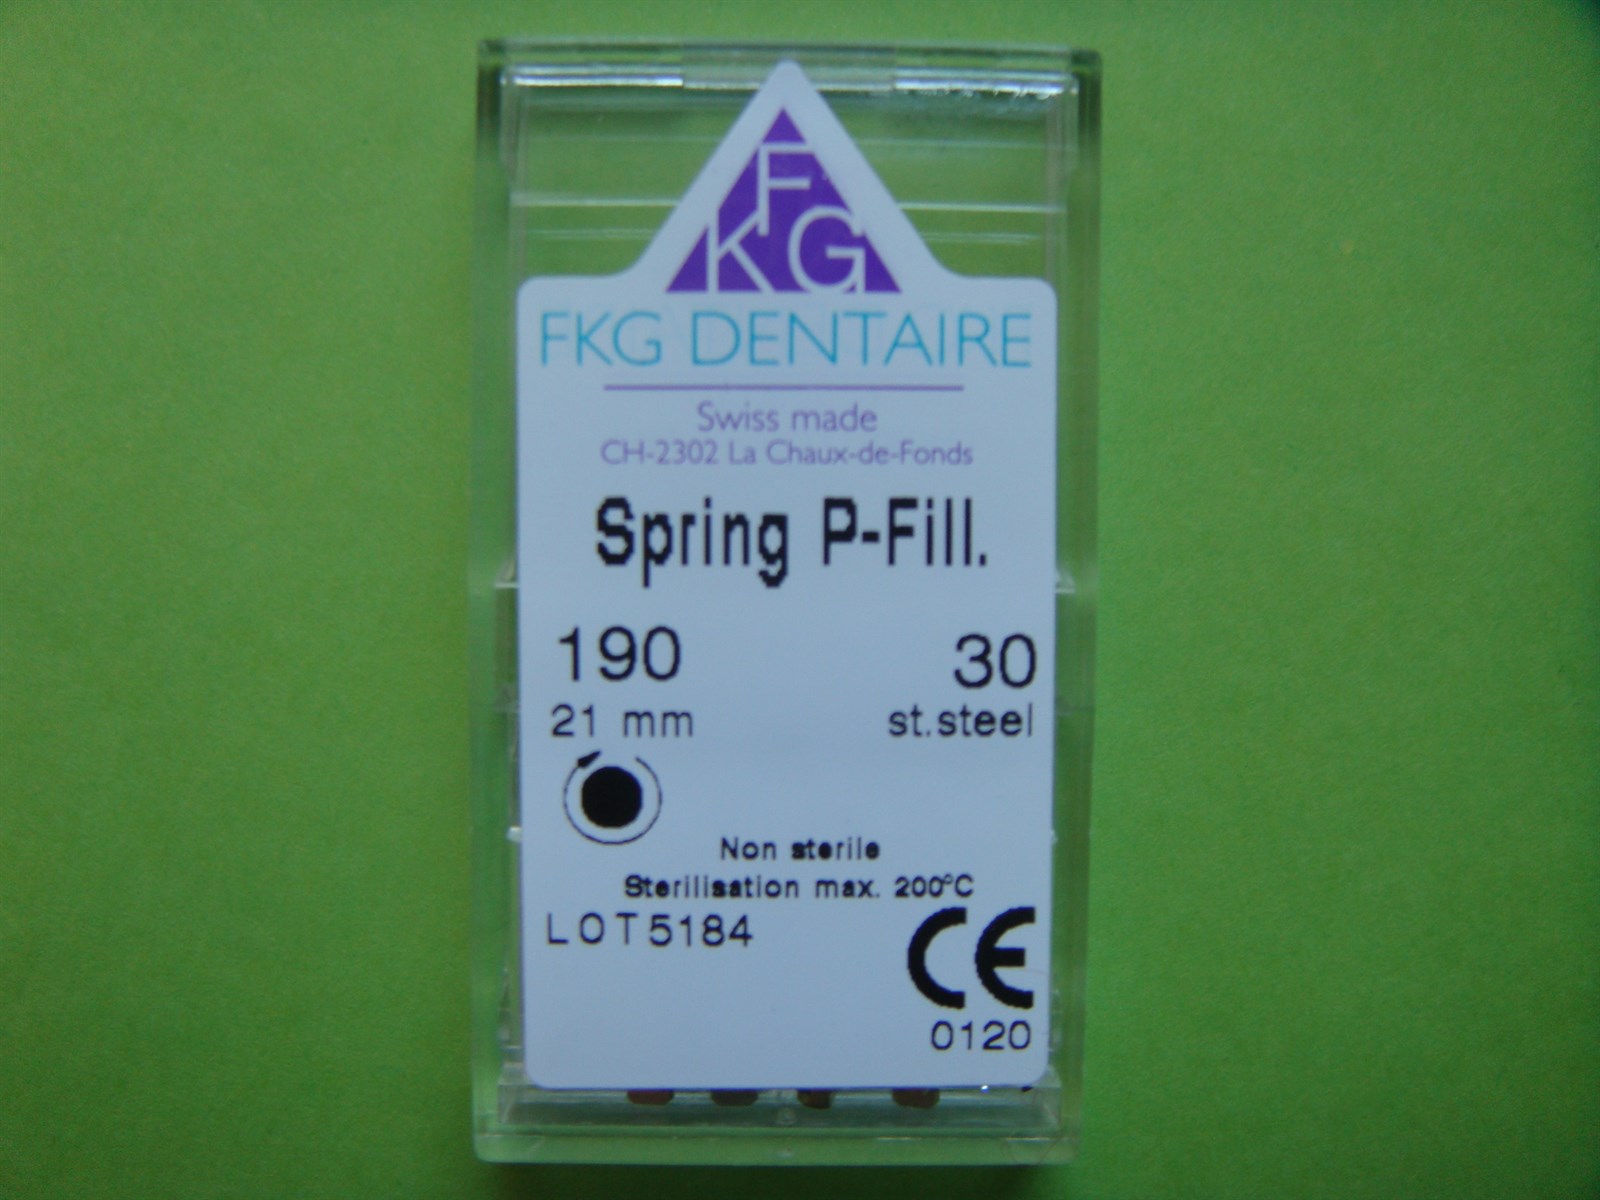 FKG
FKG DENTAIRE
Swiss made
CH-2302 La Chaux-de-Fonds
Spring P-Fill.
190 30
21 mm st.steel
Non sterile
Sterilisation max. 200°C
LOT5184
CE
0120